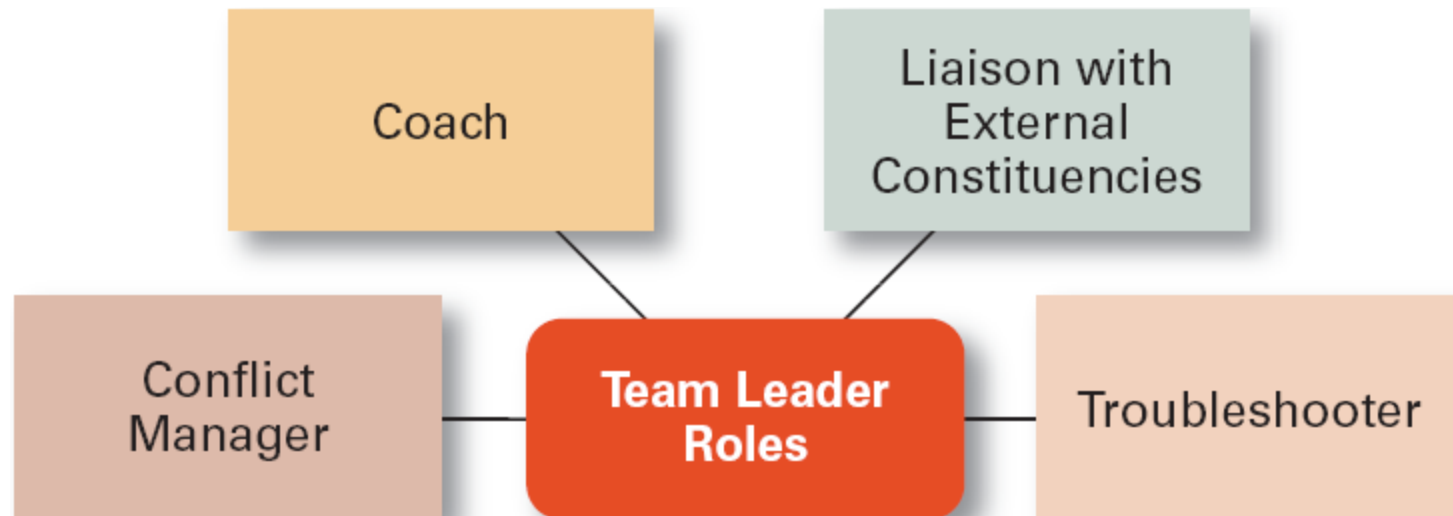 Coach
Liaison with
External
Constituencies
Conflict
Manager
Team Leader
Roles
Troubleshooter